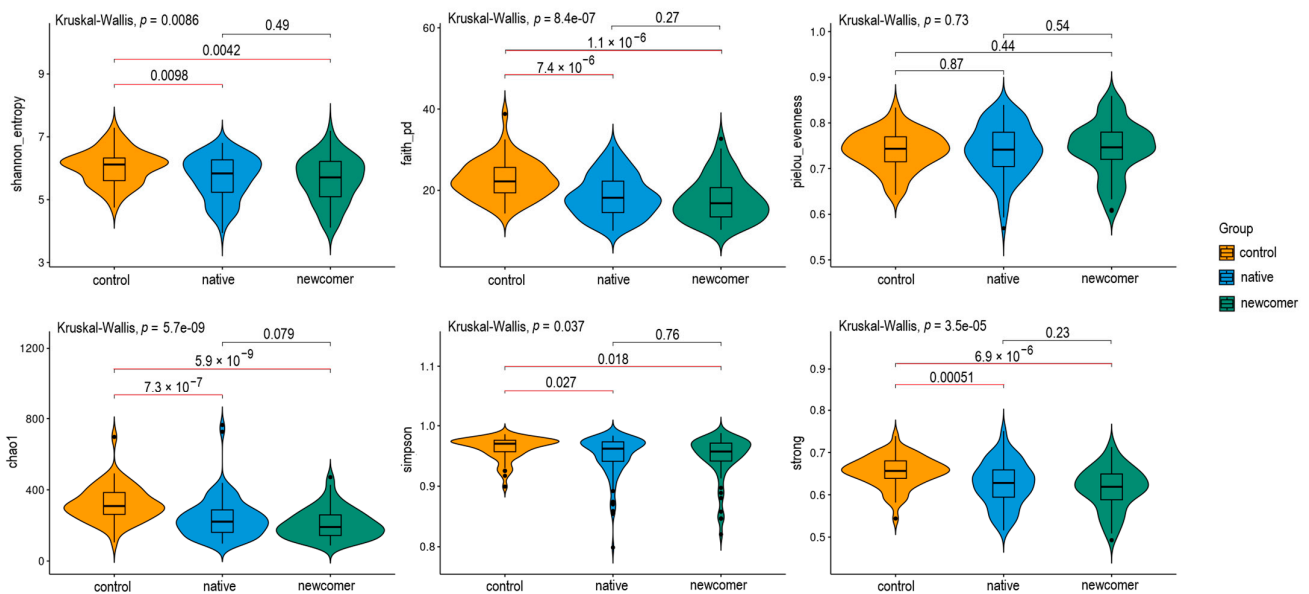 Kruskal-Wallis, p = 0.0086
0.49
0.0042
0.0098
shannon_entropy
9
7
5
3
control native newcomer
Kruskal-Wallis, p = 8.4e-07
0.27
1.1 × 10⁻⁶
7.4 × 10⁻⁶
faith_pd
60
40
20
control native newcomer
Kruskal-Wallis, p = 0.73
0.54
0.44
0.87
pielou_evenness
1.0
0.9
0.8
0.7
0.6
0.5
control native newcomer
Group
control
native
newcomer
Kruskal-Wallis, p = 5.7e-09
0.079
5.9 × 10⁻⁹
7.3 × 10⁻⁷
chao1
1200
800
400
0
control native newcomer
Kruskal-Wallis, p = 0.037
0.76
0.018
0.027
simpson
1.1
1.0
0.9
0.8
control native newcomer
Kruskal-Wallis, p = 3.5e-05
0.23
6.9 × 10⁻⁶
0.00051
strong
0.9
0.8
0.7
0.6
0.5
control native newcomer